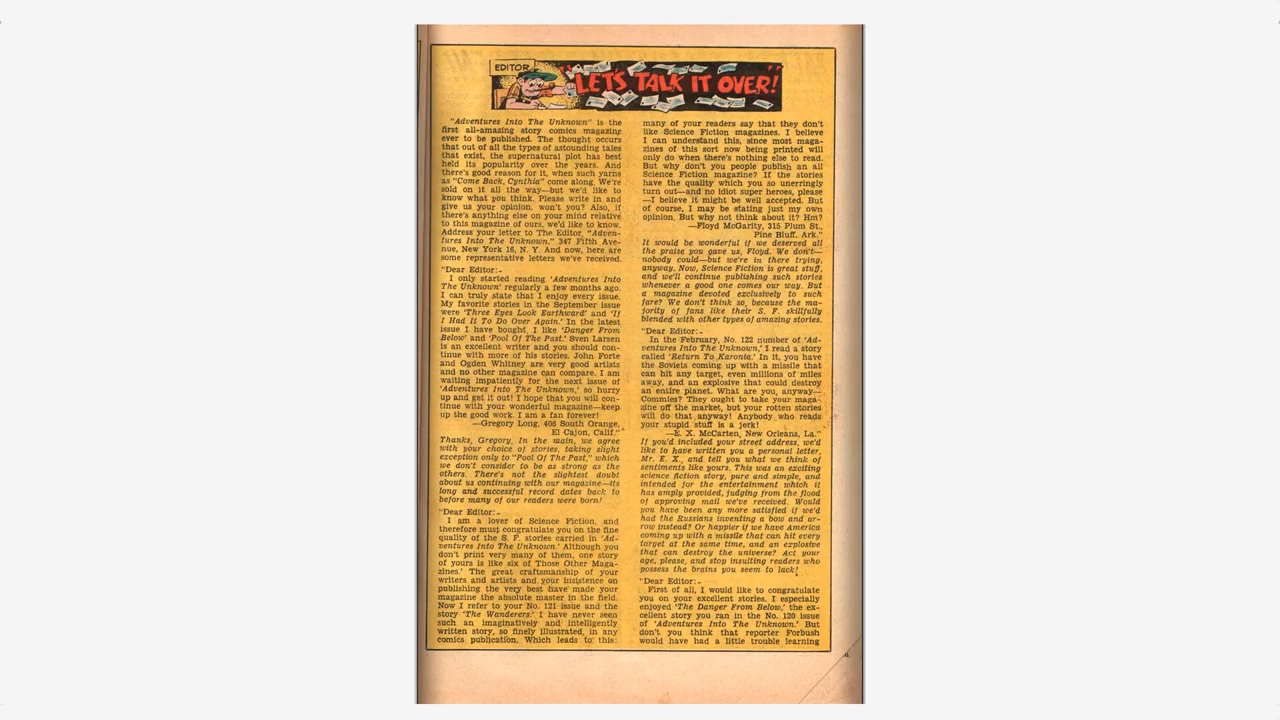 EDITOR
"LET'S TALK IT OVER!"
"Adventures Into The Unknown" is the
first all-amazing story comics magazine
ever to be published. The thought occurs
that out of all the types of astounding tales
that exist, the supernatural plot has best
held its popularity over the years. And
there's good reason for it, when such yarns
as "Come Back, Cynthia" come along. We're
sold on it all the way—but we'd like to
know what you think. Please write in and
give us your opinion, won't you? Also, if
there's anything else on your mind relative
to this magazine of ours, we'd like to know.
Address your letter to The Editor, "Adven-
tures Into The Unknown," 347 Fifth Ave-
nue, New York 16, N. Y. And now, here are
some representative letters we've received.
"Dear Editor:-
I only started reading 'Adventures Into
The Unknown' regularly a few months ago.
I can truly state that I enjoy every issue.
My favorite stories in the September issue
were 'Three Eyes Look Earthward' and 'If
I Had It To Do Over Again.' In the latest
issue I have bought, I like 'Danger From
Below' and 'Pool Of The Past.' Sven Larsen
is an excellent writer and you should con-
tinue with more of his stories. John Forte
and Ogden Whitney are very good artists
and no other magazine can compare. I am
waiting impatiently for the next issue of
'Adventures Into The Unknown,' so hurry
up and get it out! I hope that you will con-
tinue with your wonderful magazine—keep
up the good work. I am a fan forever!
—Gregory Long, 406 South Orange,
El Cajon, Calif."
Thanks, Gregory. In the main, we agree
with your choice of stories, taking slight
exception only to "Pool Of The Past," which
we don't consider to be as strong as the
others. There's not the slightest doubt
about us continuing with our magazine—its
long and successful record dates back to
before many of our readers were born!
"Dear Editor:-
I am a lover of Science Fiction, and
therefore must congratulate you on the fine
quality of the S. F. stories carried in 'Ad-
ventures Into The Unknown.' Although you
don't print very many of them, one story
of yours is like six of Those Other Maga-
zines.' The great craftsmanship of your
writers and artists and your insistence on
publishing the very best have made your
magazine the absolute master in the field.
Now I refer to your No. 121 issue and the
story 'The Wanderers.' I have never seen
such an imaginatively and intelligently
written story, so finely illustrated, in any
comics publication. Which leads to this:
many of your readers say that they don't
like Science Fiction magazines. I believe
I can understand this, since most maga-
zines of this sort now being printed will
only do when there's nothing else to read.
But why don't you people publish an all
Science Fiction magazine? If the stories
have the quality which you so unerringly
turn out—and no idiot super heroes, please
—I believe it might be well accepted. But
of course, I may be stating just my own
opinion. But why not think about it? Hm?
—Floyd McGarity, 315 Plum St.,
Pine Bluff, Ark."
It would be wonderful if we deserved all
the praise you gave us, Floyd. We don't—
nobody could—but we're in there trying,
anyway. Now, Science Fiction is great stuff,
and we'll continue publishing such stories
whenever a good one comes our way. But
a magazine devoted exclusively to such
fare? We don't think so, because the ma-
jority of fans like their S. F. skillfully
blended with other types of amazing stories.
"Dear Editor:-
In the February, No. 122 number of 'Ad-
ventures Into The Unknown,' I read a story
called 'Return To Karonia.' In it, you have
the Soviets coming up with a missile that
can hit any target, even millions of miles
away, and an explosive that could destroy
an entire planet. What are you, anyway—
Commies? They ought to take your maga-
zine off the market, but your rotten stories
will do that anyway! Anybody who reads
your stupid stuff is a jerk!
—E. X. McCarten, New Orleans, La."
If you'd included your street address, we'd
like to have written you a personal letter,
Mr. E. X., and tell you what we think of
sentiments like yours. This was an exciting
science fiction story, pure and simple, and
intended for the entertainment which it
has amply provided, judging from the flood
of approving mail we've received. Would
you have been any more satisfied if we'd
had the Russians inventing a bow and ar-
row instead? Or happier if we have America
coming up with a missile that can hit every
target at the same time, and an explosive
that can destroy the universe? Act your
age, please, and stop insulting readers who
possess the brains you seem to lack!
"Dear Editor:-
First of all, I would like to congratulate
you on your excellent stories. I especially
enjoyed 'The Danger From Below,' the ex-
cellent story you ran in the No. 120 issue
of 'Adventures Into The Unknown.' But
don't you think that reporter Forbush
would have had a little trouble learning